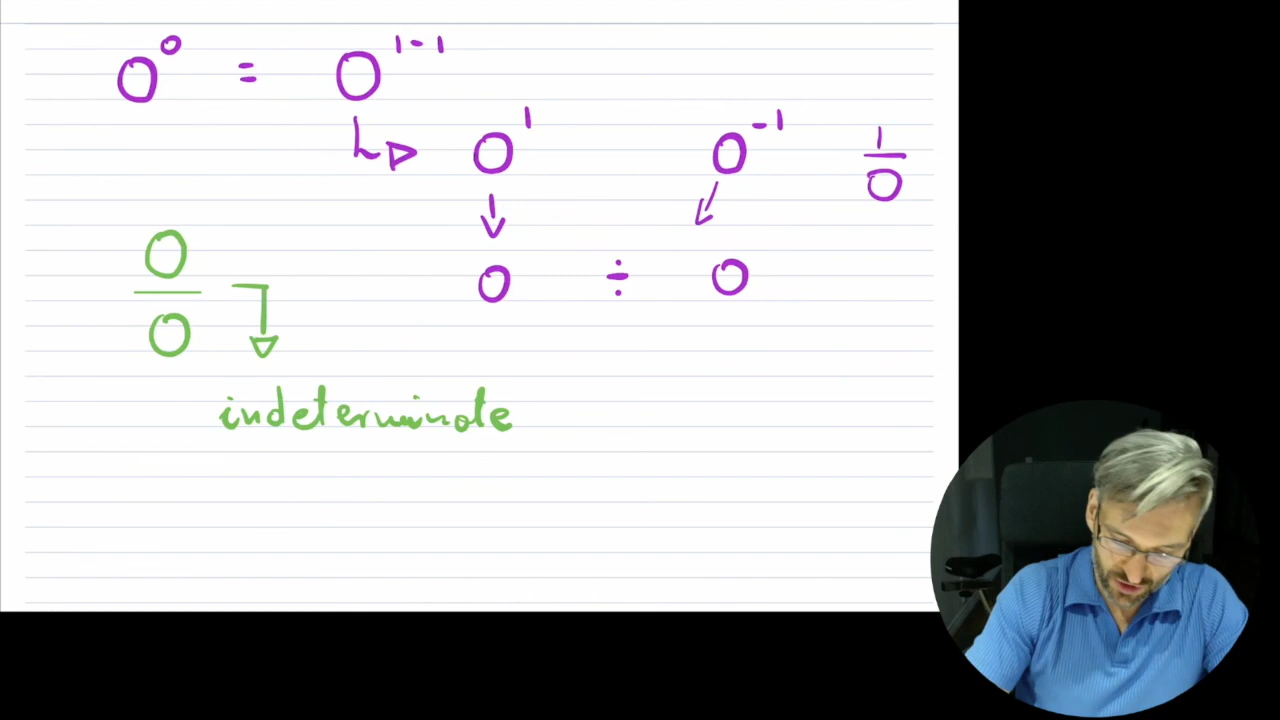 0⁰ = 0¹⁻¹
0¹ 0⁻¹ 1/0
0 ÷ 0
0/0
indeterminate